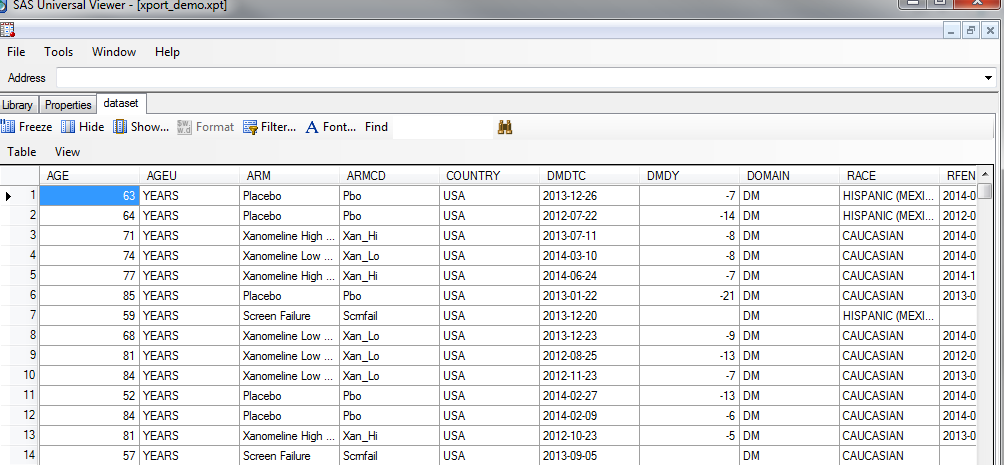 SAS Universal Viewer - [xport_demo.xpt]
File Tools Window Help
Address
Library Properties dataset
Freeze Hide Show... Format Filter... Font... Find
Table View
AGE AGEU ARM ARMCD COUNTRY DMDTC DMDY DOMAIN RACE RFEN
1 63 YEARS Placebo Pbo USA 2013-12-26 -7 DM HISPANIC (MEXI... 2014-0
2 64 YEARS Placebo Pbo USA 2012-07-22 -14 DM HISPANIC (MEXI... 2012-0
3 71 YEARS Xanomeline High ... Xan_Hi USA 2013-07-11 -8 DM CAUCASIAN 2014-0
4 74 YEARS Xanomeline Low ... Xan_Lo USA 2014-03-10 -8 DM CAUCASIAN 2014-0
5 77 YEARS Xanomeline High ... Xan_Hi USA 2014-06-24 -7 DM CAUCASIAN 2014-1
6 85 YEARS Placebo Pbo USA 2013-01-22 -21 DM CAUCASIAN 2013-0
7 59 YEARS Screen Failure Scrnfail USA 2013-12-20 DM HISPANIC (MEXI...
8 68 YEARS Xanomeline Low ... Xan_Lo USA 2013-12-23 -9 DM CAUCASIAN 2014-0
9 81 YEARS Xanomeline Low ... Xan_Lo USA 2012-08-25 -13 DM CAUCASIAN 2012-0
10 84 YEARS Xanomeline Low ... Xan_Lo USA 2012-11-23 -7 DM CAUCASIAN 2013-0
11 52 YEARS Placebo Pbo USA 2014-02-27 -13 DM CAUCASIAN 2014-0
12 84 YEARS Placebo Pbo USA 2014-02-09 -6 DM CAUCASIAN 2014-0
13 81 YEARS Xanomeline High ... Xan_Hi USA 2012-10-23 -5 DM CAUCASIAN 2013-0
14 57 YEARS Screen Failure Scrnfail USA 2013-09-05 DM CAUCASIAN